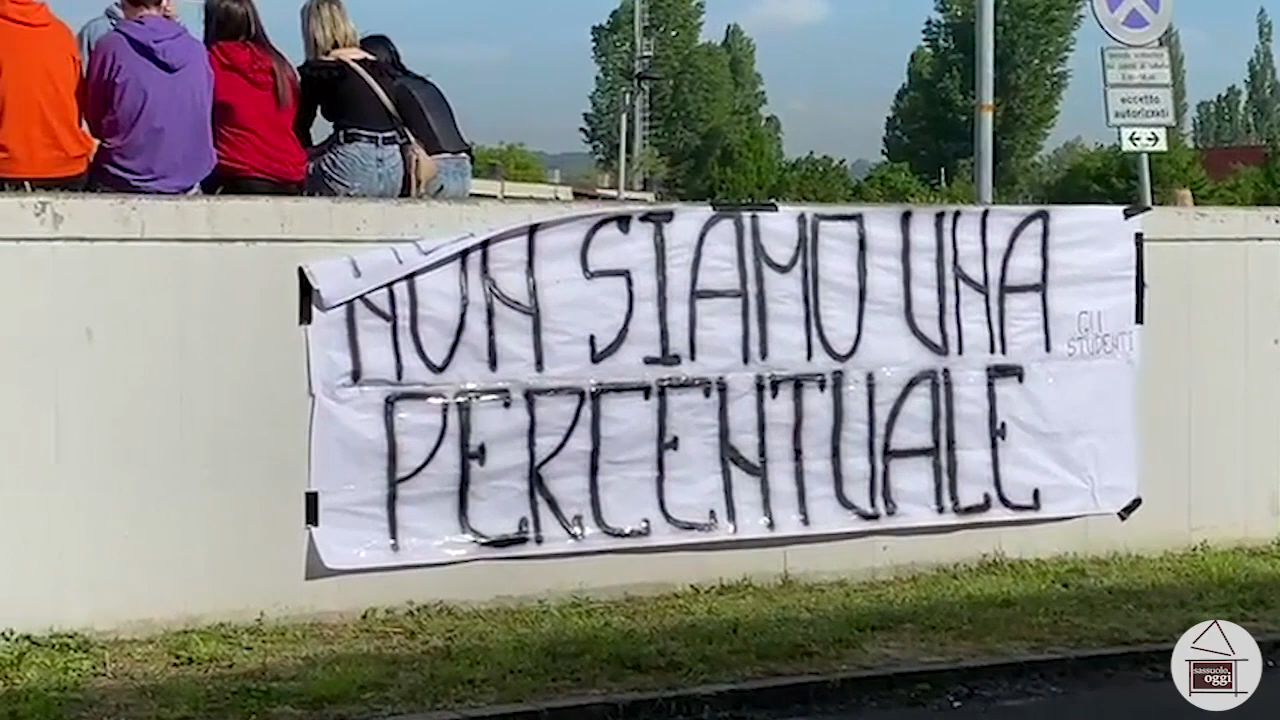 NON SIAMO UNA
PERCENTUALE
GLI
STUDENTI
eccetto
autorizzati
sassuolo
oggi